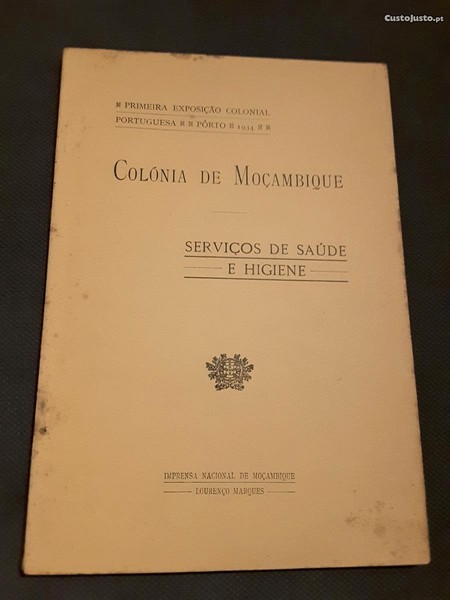 CustoJusto.pt
PRIMEIRA EXPOSIÇÃO COLONIAL
PORTUGUESA PÔRTO 1934
COLÓNIA DE MOÇAMBIQUE
SERVIÇOS DE SAÚDE
E HIGIENE
IMPRENSA NACIONAL DE MOÇAMBIQUE
LOURENÇO MARQUES